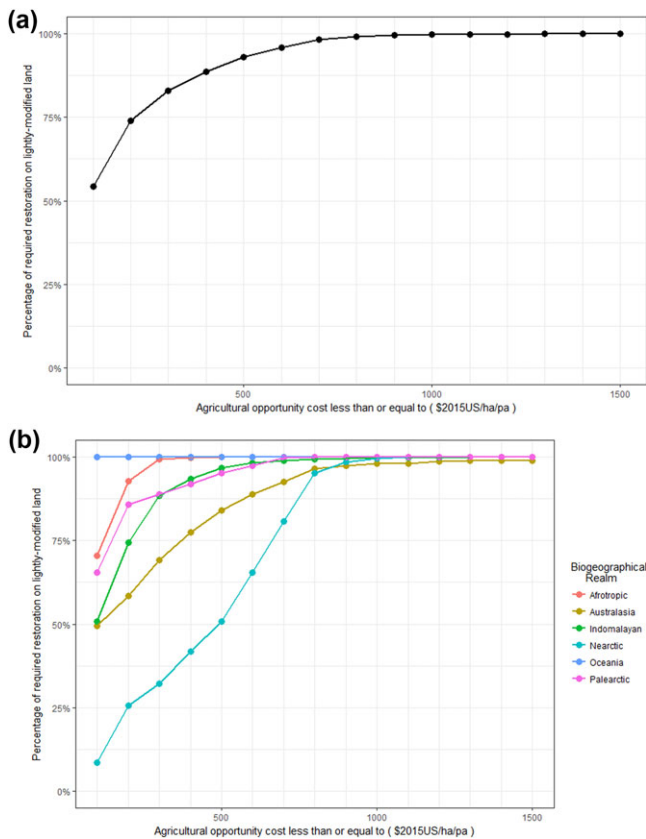 (a)
100%
75%
50%
25%
0%
Percentage of required restoration on lightly-modified land
500
1000
1500
Agricultural opportunity cost less than or equal to ( $2015US/ha/pa )
(b)
100%
75%
50%
25%
0%
Percentage of required restoration on lightly-modified land
500
1000
1500
Agricultural opportunity cost less than or equal to ( $2015US/ha/pa )
Biogeographical
Realm
Afrotropic
Australasia
Indomalayan
Nearctic
Oceania
Palearctic